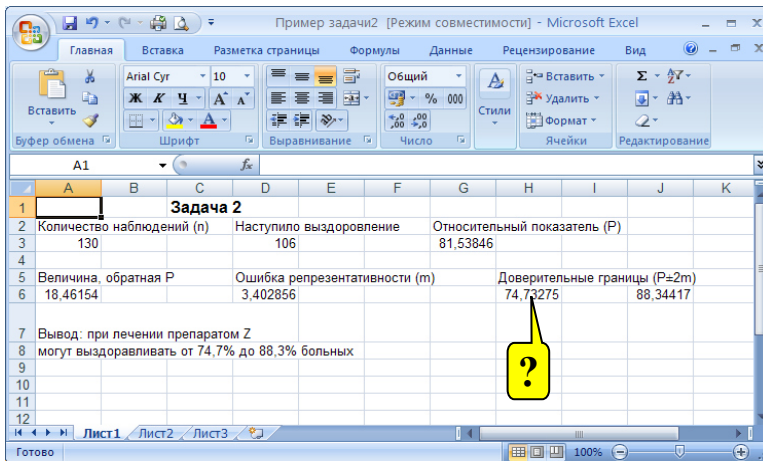 Пример задачи2 [Режим совместимости] - Microsoft Excel
Главная Вставка Разметка страницы Формулы Данные Рецензирование Вид
Вставить Arial Cyr 10 Общий Стили Вставить Удалить Формат
Ж К Ч % 000
Буфер обмена Шрифт Выравнивание Число Ячейки Редактирование
A1 fx
A B C D E F G H I J K
1 Задача 2
2 Количество наблюдений (n) Наступило выздоровление Относительный показатель (P)
3 130 106 81,53846
4
5 Величина, обратная P Ошибка репрезентативности (m) Доверительные границы (P±2m)
6 18,46154 3,402856 74,73275 88,34417
7 Вывод: при лечении препаратом Z
8 могут выздоравливать от 74,7% до 88,3% больных
9
?
10
11
12
Лист1 Лист2 Лист3
Готово 100%